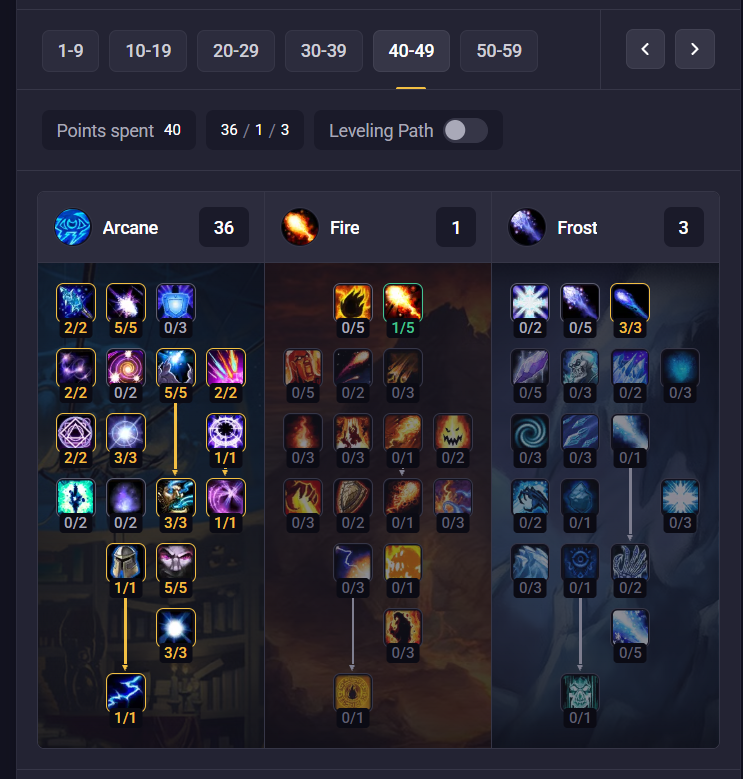 1-9 10-19 20-29 30-39 40-49 50-59
Points spent 40 36 / 1 / 3 Leveling Path
Arcane 36 Fire 1 Frost 3
2/2 5/5 0/3 0/5 1/5 0/2 0/5 3/3
2/2 0/2 5/5 2/2 0/5 0/2 0/3 0/5 0/3 0/2 0/3
2/2 3/3 1/1 0/3 0/3 0/1 0/2 0/3 0/3 0/1
0/2 0/2 3/3 1/1 0/3 0/2 0/1 0/3 0/2 0/1 0/3
1/1 5/5 0/3 0/1 0/3 0/1 0/2
3/3 0/3 0/5
1/1 0/1 0/1